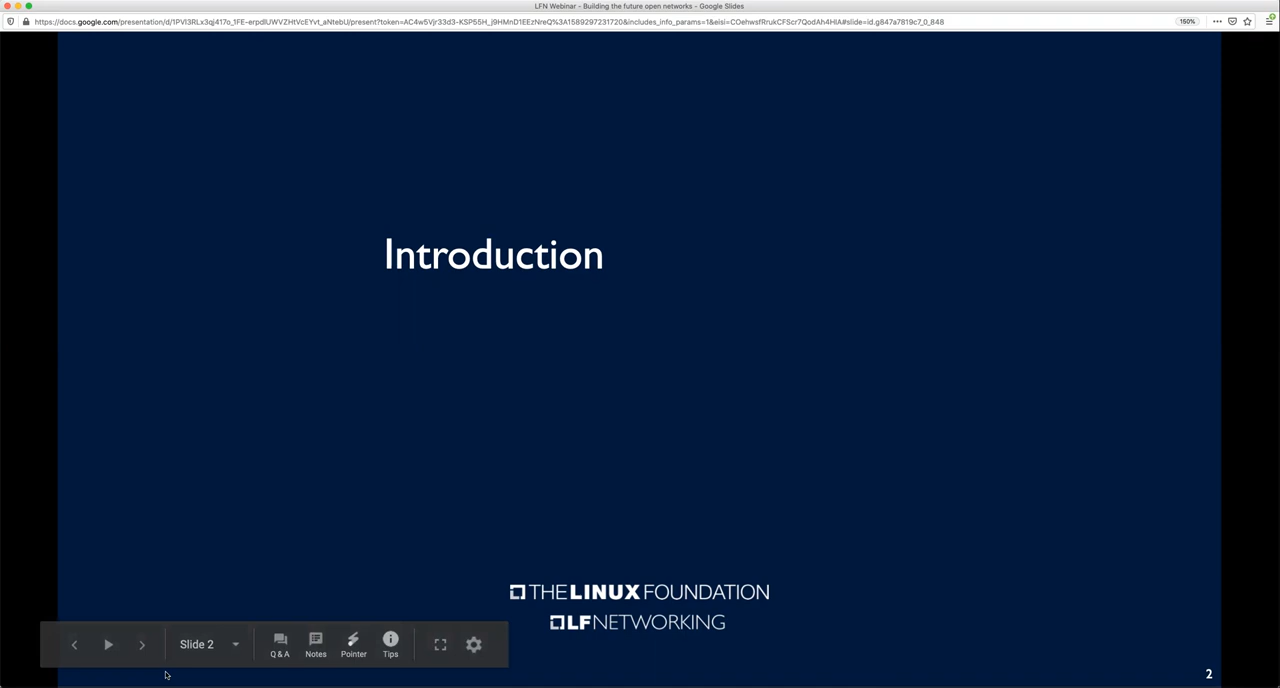 LFN Webinar - Building the future open networks - Google Slides
150%
Introduction
THE LINUX FOUNDATION
LF NETWORKING
Slide 2
Q & A
Notes
Pointer
Tips
2